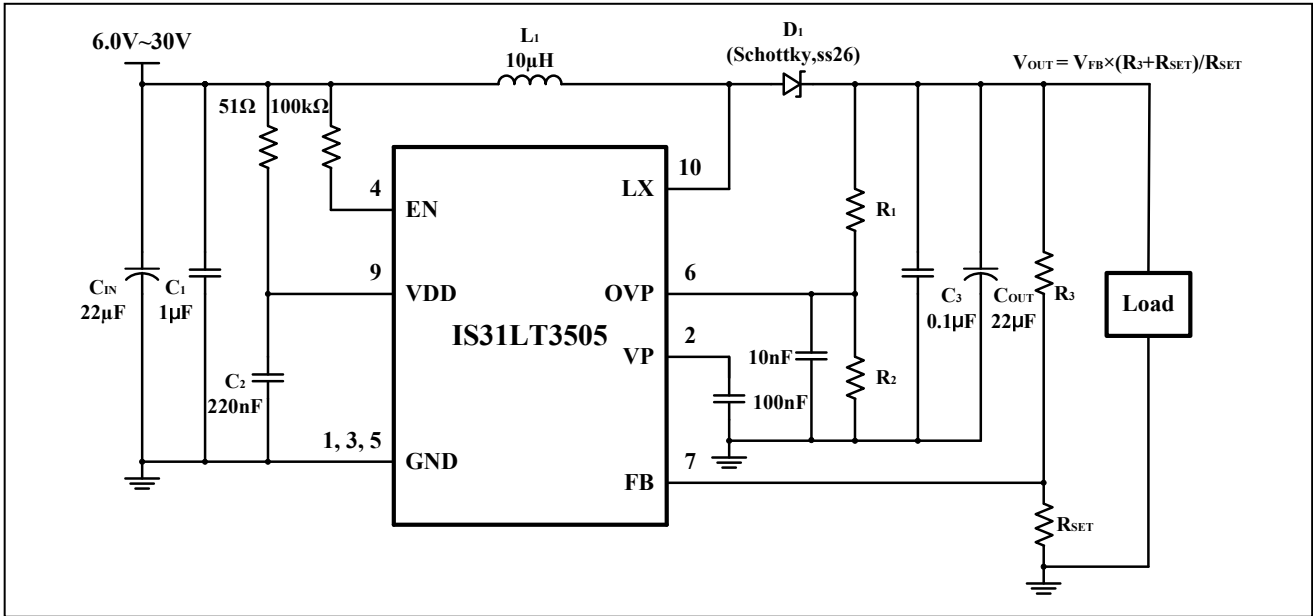 6.0V~30V
L1
10μH
D1
(Schottky,ss26)
VOUT = VFB×(R3+RSET)/RSET
51Ω
100kΩ
10
LX
4
EN
R1
9
VDD
6
OVP
CIN
22μF
C1
1μF
C3
0.1μF
COUT
22μF
R3
Load
IS31LT3505
2
VP
10nF
R2
C2
220nF
100nF
1, 3, 5
GND
7
FB
RSET